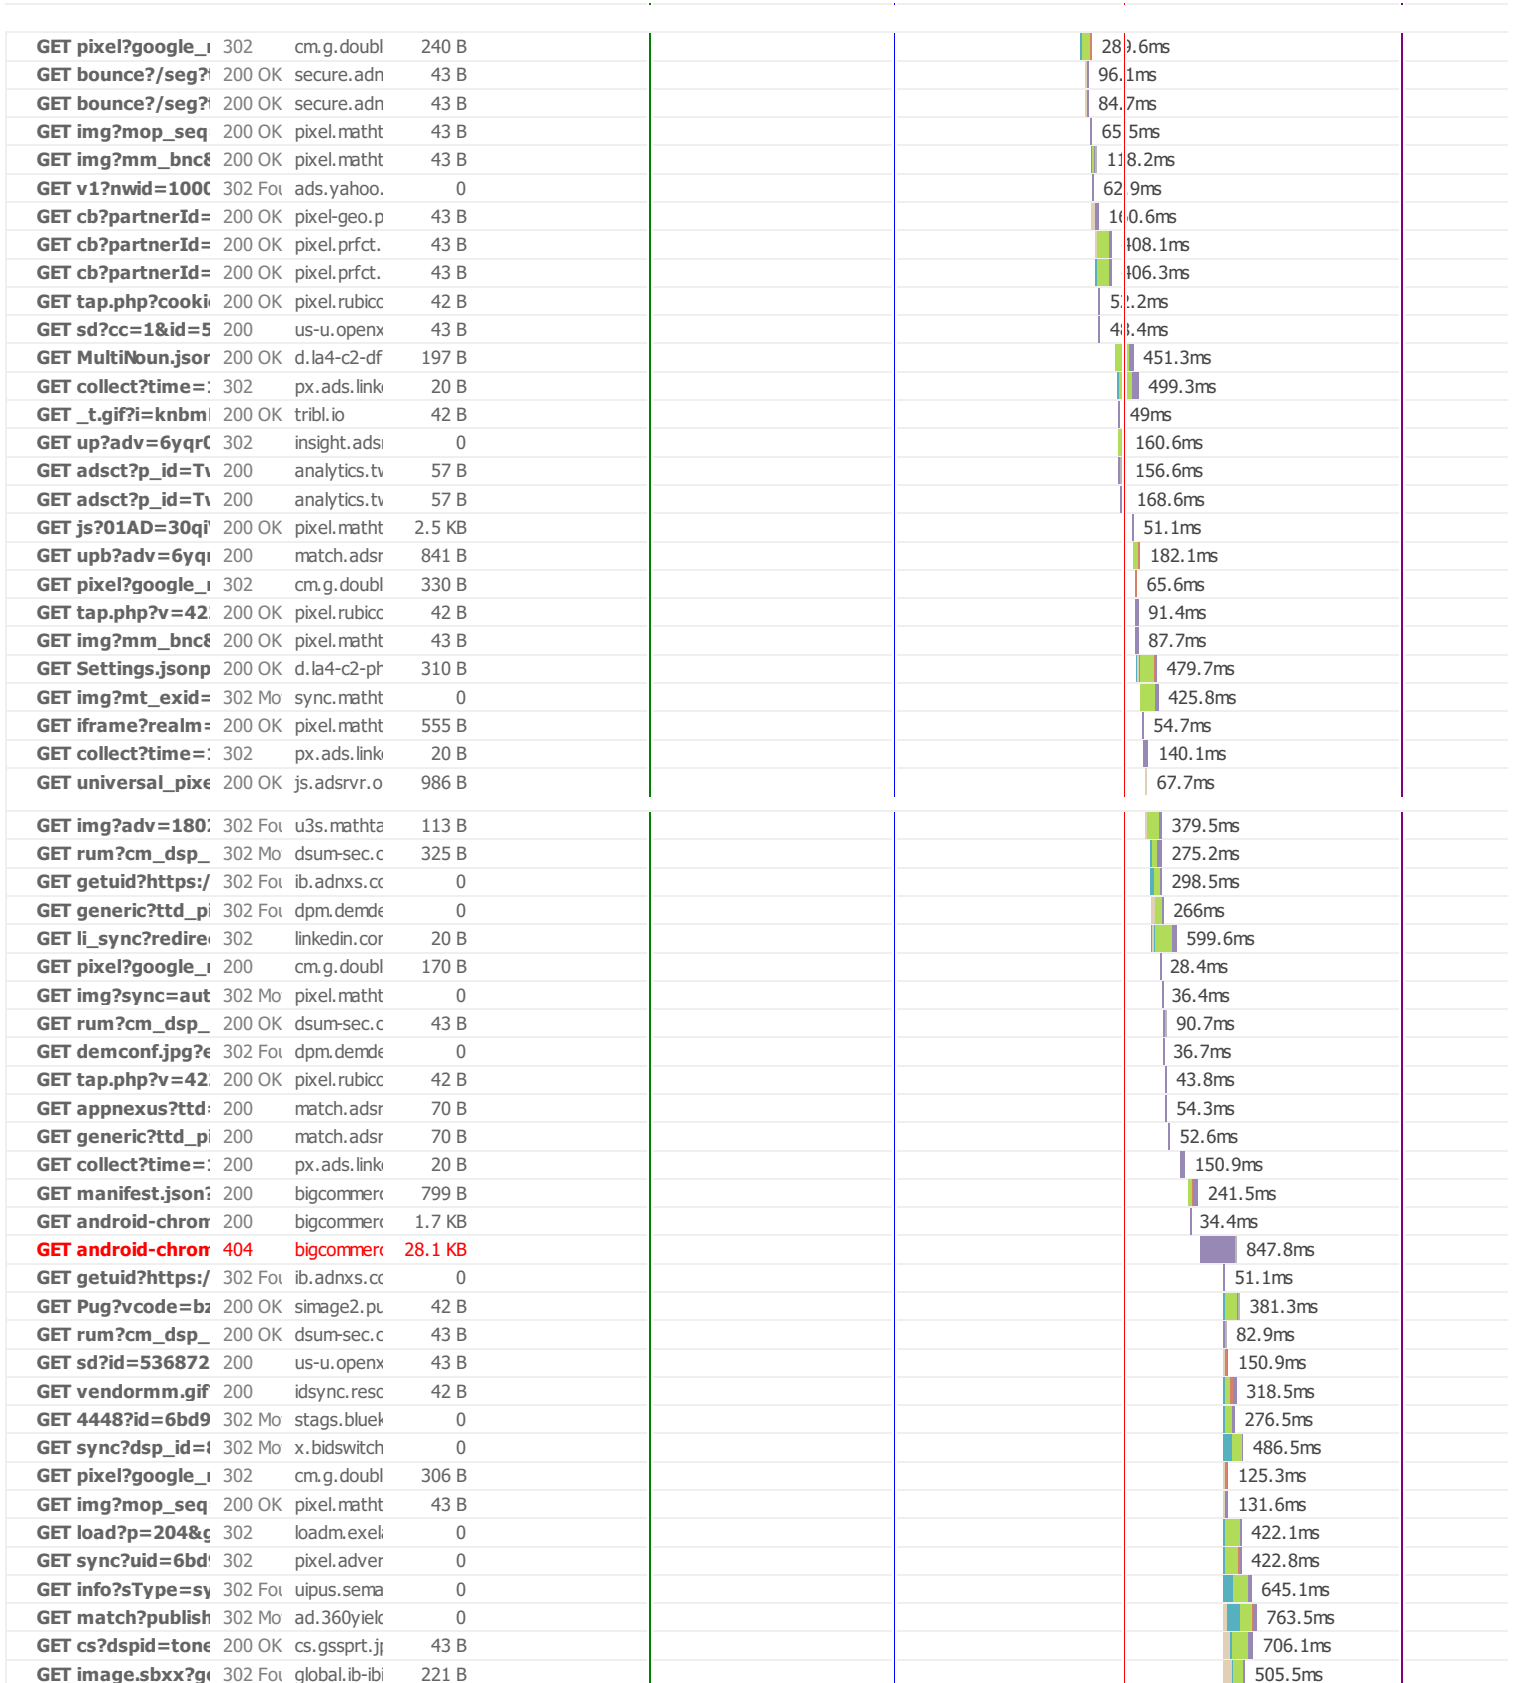 GET pixel?google_ 302 cm.g.doubl 240 B 289.6ms
GET bounce?/seg? 200 OK secure.adn 43 B 96.1ms
GET bounce?/seg? 200 OK secure.adn 43 B 84.7ms
GET img?mop_seq 200 OK pixel.matht 43 B 65.5ms
GET img?mm_bnc& 200 OK pixel.matht 43 B 118.2ms
GET v1?nwid=1000 302 Fou ads.yahoo. 0 62.9ms
GET cb?partnerId= 200 OK pixel-geo.p 43 B 160.6ms
GET cb?partnerId= 200 OK pixel.prfct. 43 B 408.1ms
GET cb?partnerId= 200 OK pixel.prfct. 43 B 406.3ms
GET tap.php?cooki 200 OK pixel.rubicc 42 B 52.2ms
GET sd?cc=1&id=5 200 us-u.openx 43 B 48.4ms
GET MultiNoun.jsor 200 OK d.la4-c2-df 197 B 451.3ms
GET collect?time= 302 px.ads.link 20 B 499.3ms
GET _t.gif?i=knbm 200 OK tribl.io 42 B 49ms
GET up?adv=6yqr0 302 insight.ads 0 160.6ms
GET adsct?p_id=Tv 200 analytics.tv 57 B 156.6ms
GET adsct?p_id=Tv 200 analytics.tv 57 B 168.6ms
GET js?01AD=30qi 200 OK pixel.matht 2.5 KB 51.1ms
GET upb?adv=6yq 200 match.adsr 841 B 182.1ms
GET pixel?google_ 302 cm.g.doubl 330 B 65.6ms
GET tap.php?v=42 200 OK pixel.rubicc 42 B 91.4ms
GET img?mm_bnc& 200 OK pixel.matht 43 B 87.7ms
GET Settings.jsonp 200 OK d.la4-c2-ph 310 B 479.7ms
GET img?mt_exid= 302 Mo sync.matht 0 425.8ms
GET iframe?realm= 200 OK pixel.matht 555 B 54.7ms
GET collect?time= 302 px.ads.link 20 B 140.1ms
GET universal_pixe 200 OK js.adsrvr.o 986 B 67.7ms
GET img?adv=180 302 Fou u3s.mathta 113 B 379.5ms
GET rum?cm_dsp_ 302 Mo dsum-sec.c 325 B 275.2ms
GET getuid?https:/ 302 Fou ib.adnxs.cc 0 298.5ms
GET generic?ttd_pi 302 Fou dpm.demde 0 266ms
GET li_sync?redire 302 linkedin.cor 20 B 599.6ms
GET pixel?google_ 200 cm.g.doubl 170 B 28.4ms
GET img?sync=aut 302 Mo pixel.matht 0 36.4ms
GET rum?cm_dsp_ 200 OK dsum-sec.c 43 B 90.7ms
GET demconf.jpg?e 302 Fou dpm.demde 0 36.7ms
GET tap.php?v=42 200 OK pixel.rubicc 42 B 43.8ms
GET appnexus?ttd 200 match.adsr 70 B 54.3ms
GET generic?ttd_pi 200 match.adsr 70 B 52.6ms
GET collect?time= 200 px.ads.link 20 B 150.9ms
GET manifest.json? 200 bigcommerc 799 B 241.5ms
GET android-chrom 200 bigcommerc 1.7 KB 34.4ms
GET android-chrom 404 bigcommerc 28.1 KB 847.8ms
GET getuid?https:/ 302 Fou ib.adnxs.cc 0 51.1ms
GET Pug?vcode=bz 200 OK simage2.pu 42 B 381.3ms
GET rum?cm_dsp_ 200 OK dsum-sec.c 43 B 82.9ms
GET sd?id=536872 200 us-u.openx 43 B 150.9ms
GET vendormm.gif 200 idsync.resc 42 B 318.5ms
GET 4448?id=6bd9 302 Mo stags.bluek 0 276.5ms
GET sync?dsp_id= 302 Mo x.bidswitch 0 486.5ms
GET pixel?google_ 302 cm.g.doubl 306 B 125.3ms
GET img?mop_seq 200 OK pixel.matht 43 B 131.6ms
GET load?p=204&g 302 loadm.exela 0 422.1ms
GET sync?uid=6bd 302 pixel.adver 0 422.8ms
GET info?sType=sy 302 Fou uipus.sema 0 645.1ms
GET match?publish 302 Mo ad.360yielc 0 763.5ms
GET cs?dspid=tone 200 OK cs.gssprt.j 43 B 706.1ms
GET image.sbxx?g 302 Fou global.ib-ibi 221 B 505.5ms